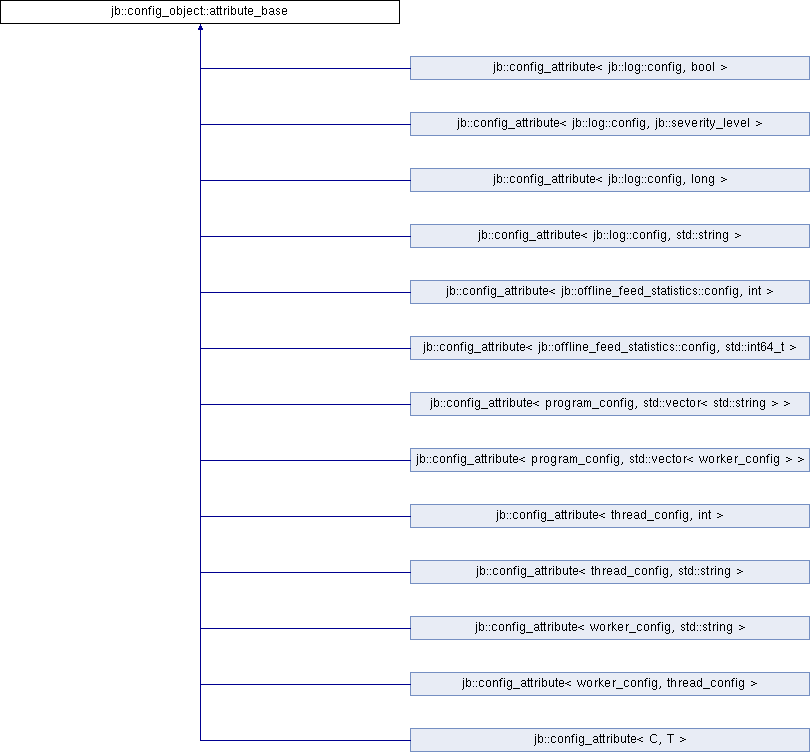 jb::config_object::attribute_base
jb::config_attribute< jb::log::config, bool >
jb::config_attribute< jb::log::config, jb::severity_level >
jb::config_attribute< jb::log::config, long >
jb::config_attribute< jb::log::config, std::string >
jb::config_attribute< jb::offline_feed_statistics::config, int >
jb::config_attribute< jb::offline_feed_statistics::config, std::int64_t >
jb::config_attribute< program_config, std::vector< std::string > >
jb::config_attribute< program_config, std::vector< worker_config > >
jb::config_attribute< thread_config, int >
jb::config_attribute< thread_config, std::string >
jb::config_attribute< worker_config, std::string >
jb::config_attribute< worker_config, thread_config >
jb::config_attribute< C, T >